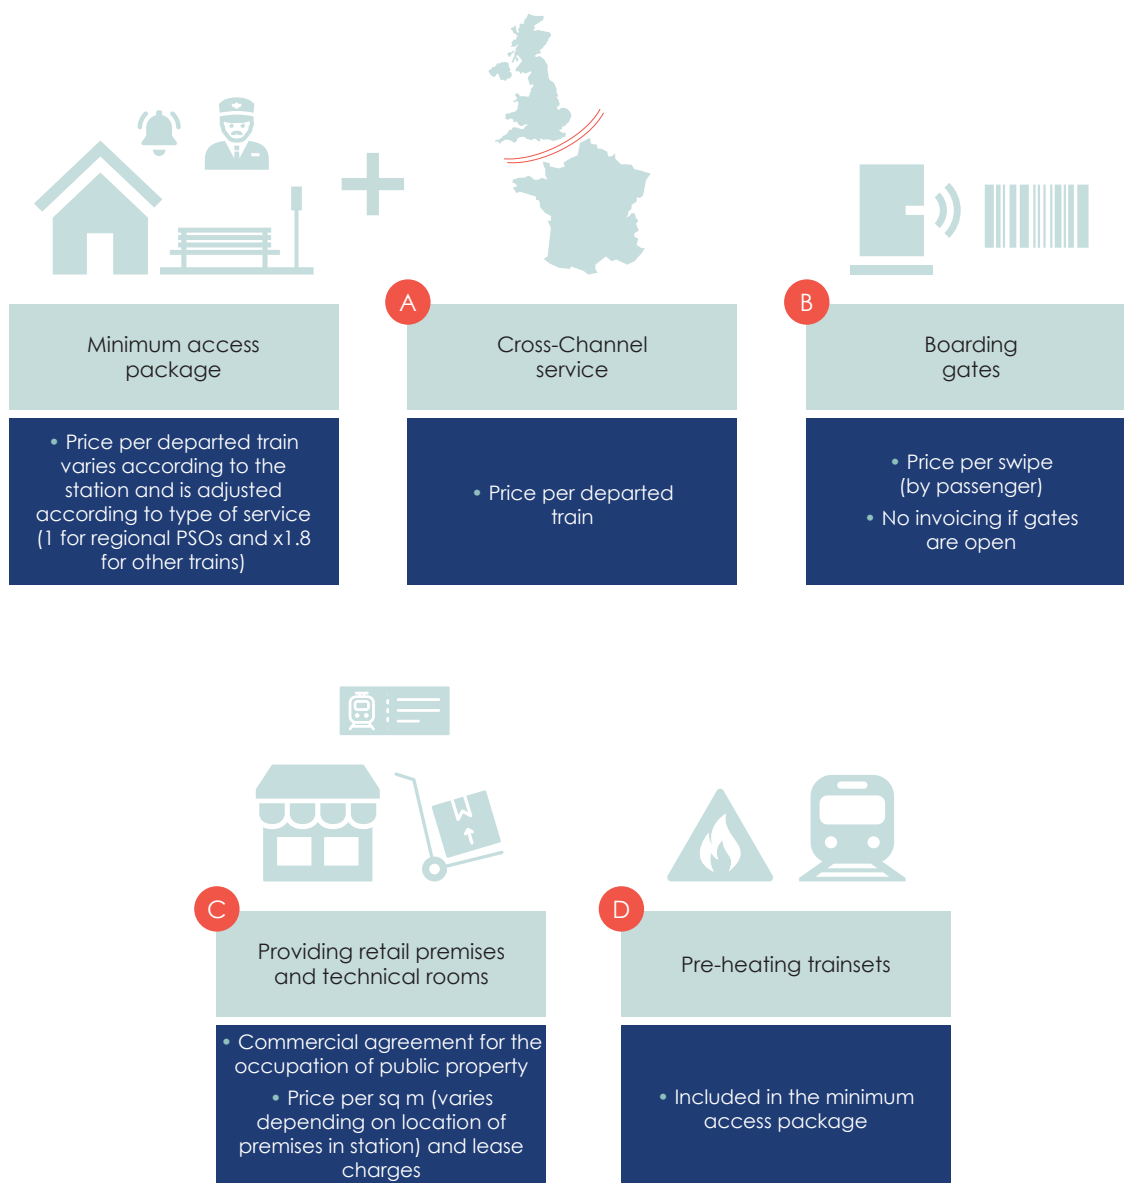 Minimum access
package
• Price per departed train
varies according to the
station and is adjusted
according to type of service
(1 for regional PSOs and x1.8
for other trains)
A
Cross-Channel
service
• Price per departed
train
B
Boarding
gates
• Price per swipe
(by passenger)
• No invoicing if gates
are open
C
Providing retail premises
and technical rooms
• Commercial agreement for the
occupation of public property
• Price per sq m (varies
depending on location of
premises in station) and lease
charges
D
Pre-heating trainsets
• Included in the minimum
access package